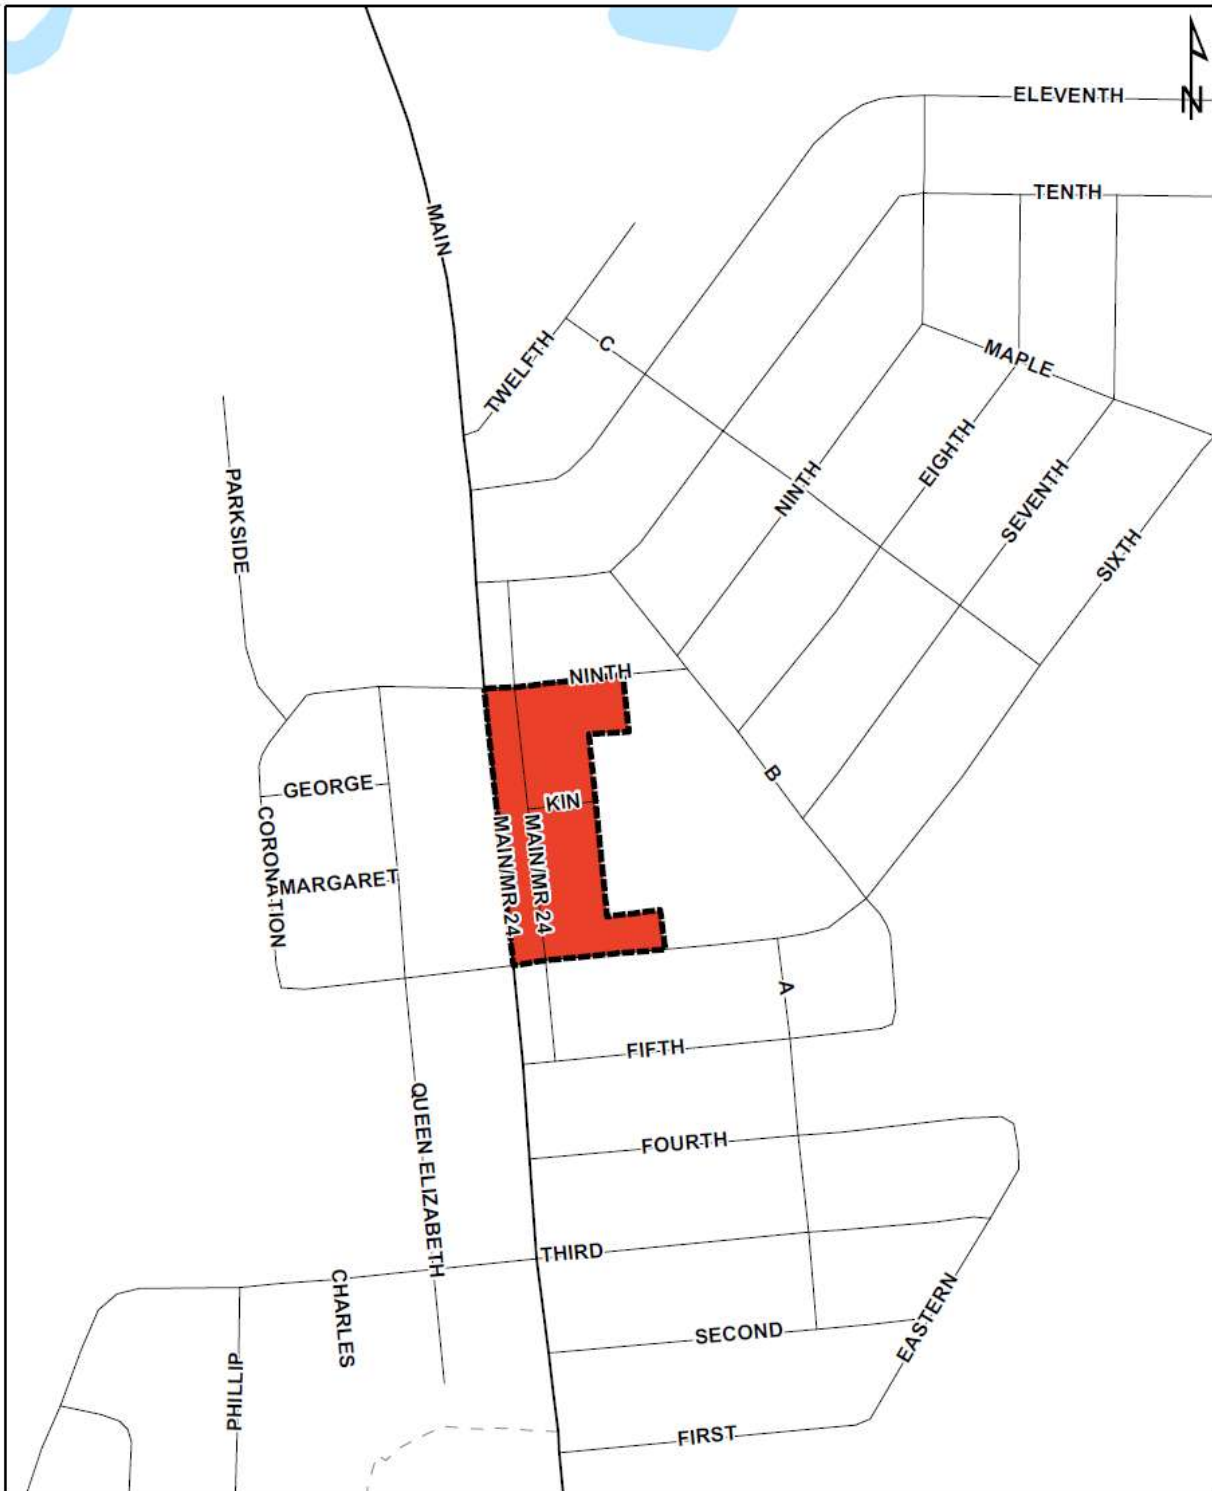 ELEVENTH
N
TENTH
MAIN
TWELFTH
C
MAPLE
NINTH
EIGHTH
SEVENTH
SIXTH
PARKSIDE
NINTH
GEORGE
KIN
B
CORONATION
MAIN/MR 24
MAIN/MR 24
MARGARET
A
FIFTH
QUEEN ELIZABETH
FOURTH
THIRD
CHARLES
EASTERN
SECOND
PHILLIP
FIRST